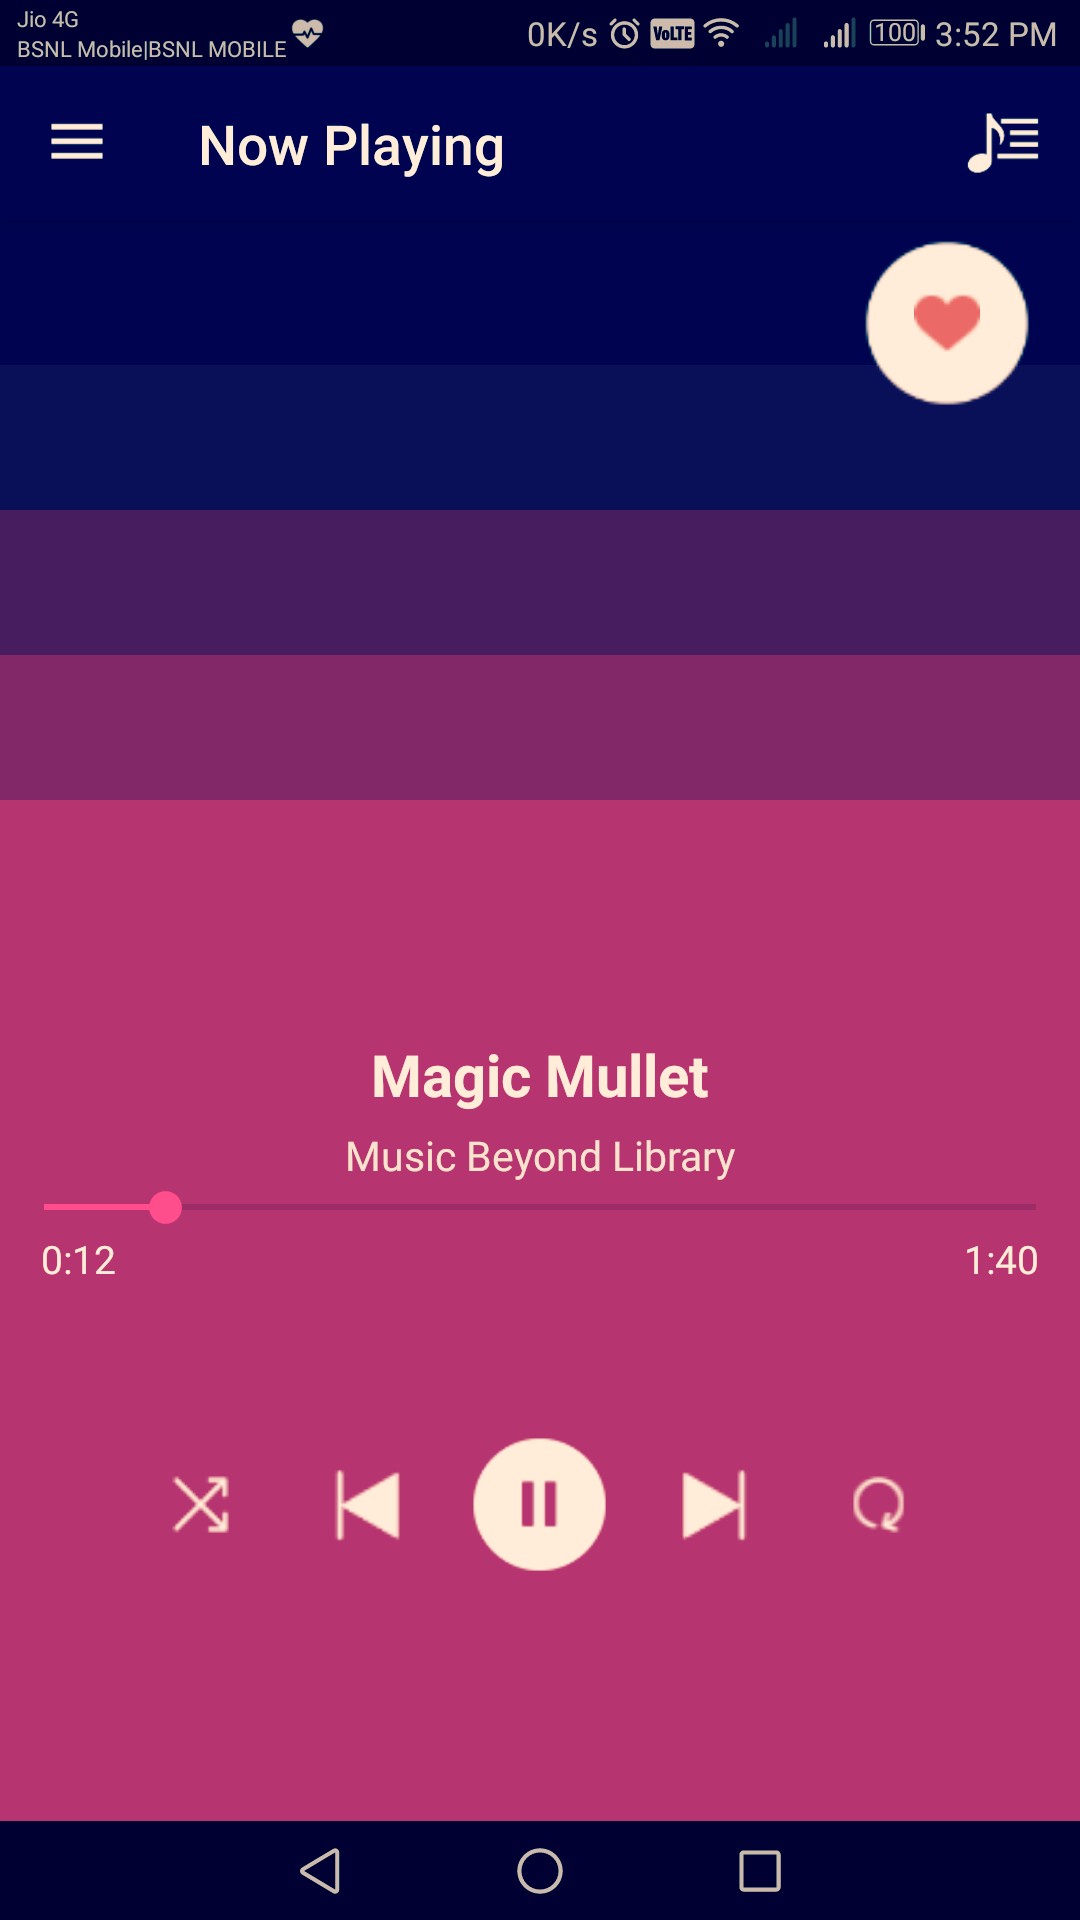 Jio 4G
BSNL Mobile|BSNL MOBILE
0K/s VoLTE 100 3:52 PM
Now Playing
Magic Mullet
Music Beyond Library
0:12 1:40